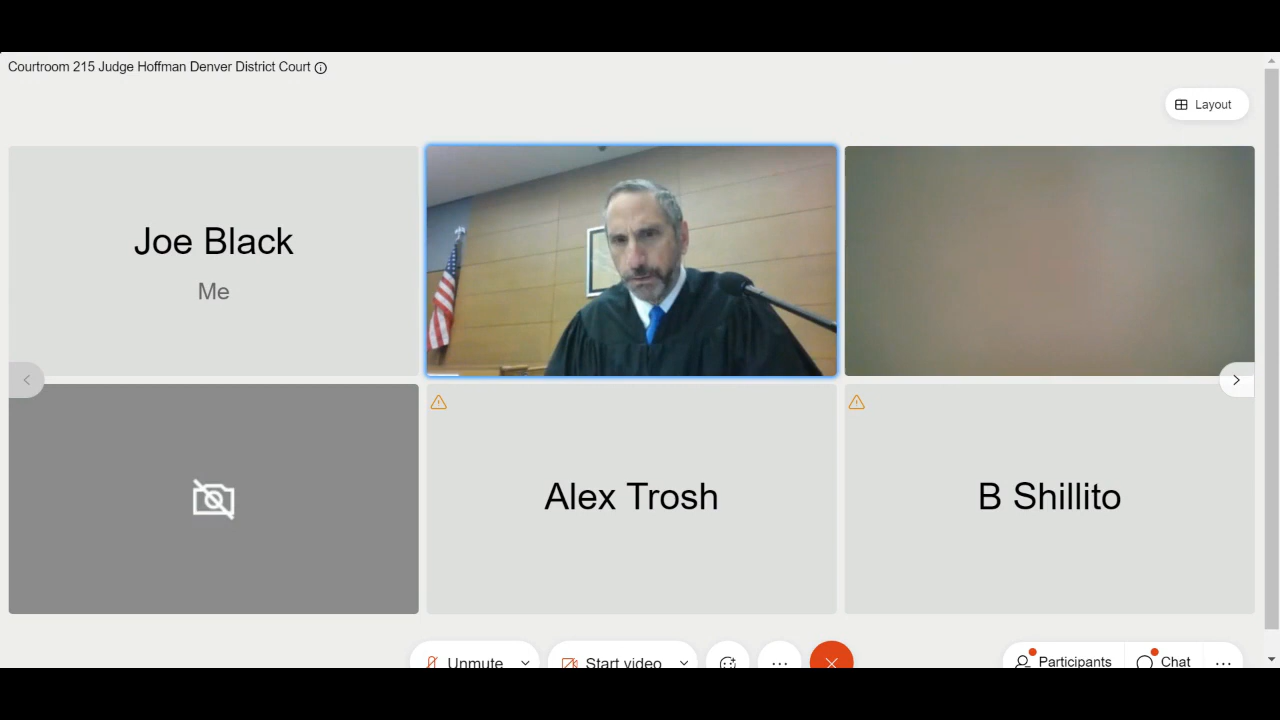 Courtroom 215 Judge Hoffman Denver District Court
Layout
Joe Black
Me
Alex Trosh
B Shillito
Unmute
Start video
Participants
Chat